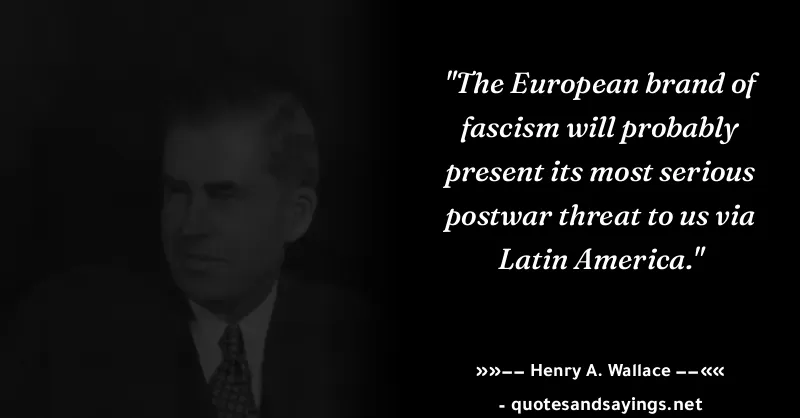 "The European brand of
fascism will probably
present its most serious
postwar threat to us via
Latin America."
»»−− Henry A. Wallace −−««
- quotesandsayings.net